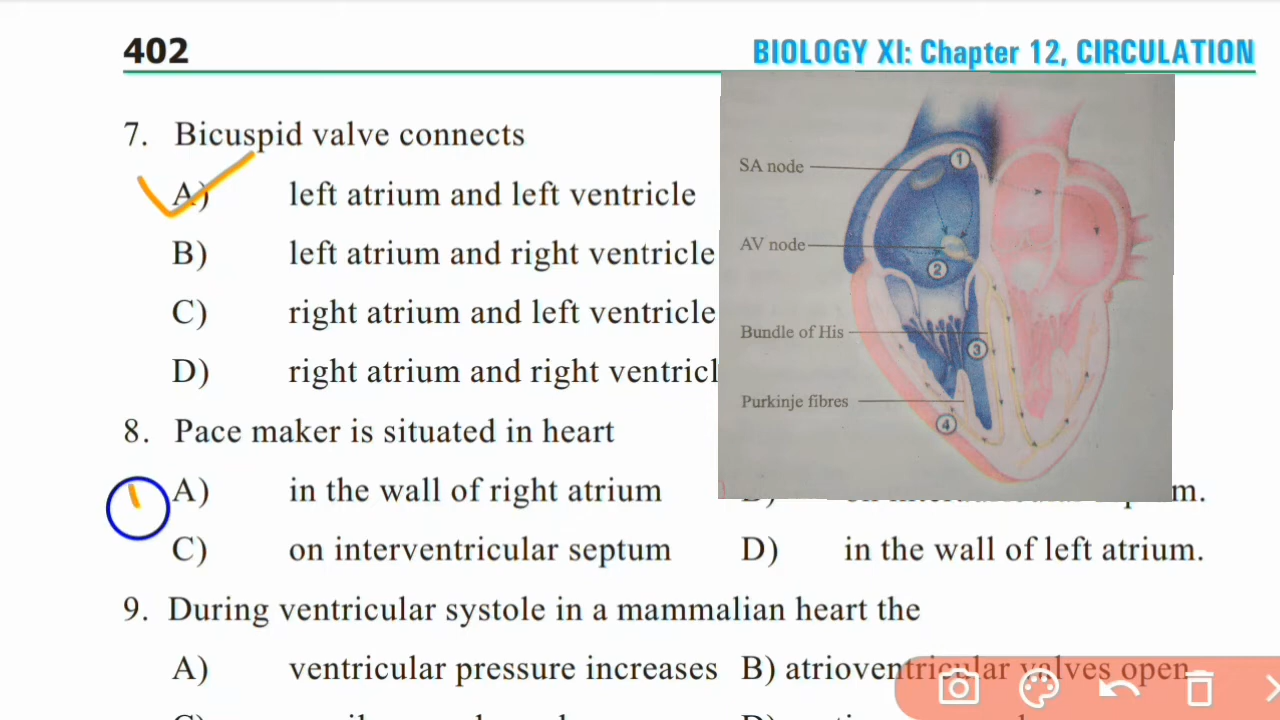 402
BIOLOGY XI: Chapter 12, CIRCULATION
7. Bicuspid valve connects
A) left atrium and left ventricle
B) left atrium and right ventricle
C) right atrium and left ventricle
D) right atrium and right ventricl
SA node
1
AV node
2
Bundle of His
3
Purkinje fibres
4
8. Pace maker is situated in heart
A) in the wall of right atrium
m.
C) on interventricular septum D) in the wall of left atrium.
9. During ventricular systole in a mammalian heart the
A) ventricular pressure increases B) atrioventricular valves open